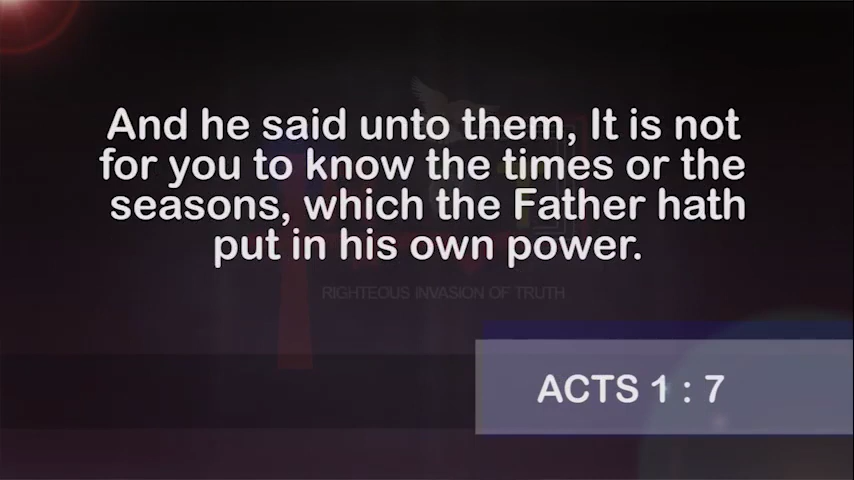 And he said unto them, It is not
for you to know the times or the
seasons, which the Father hath
put in his own power.
RIGHTEOUS INVASION OF TRUTH
ACTS 1 : 7